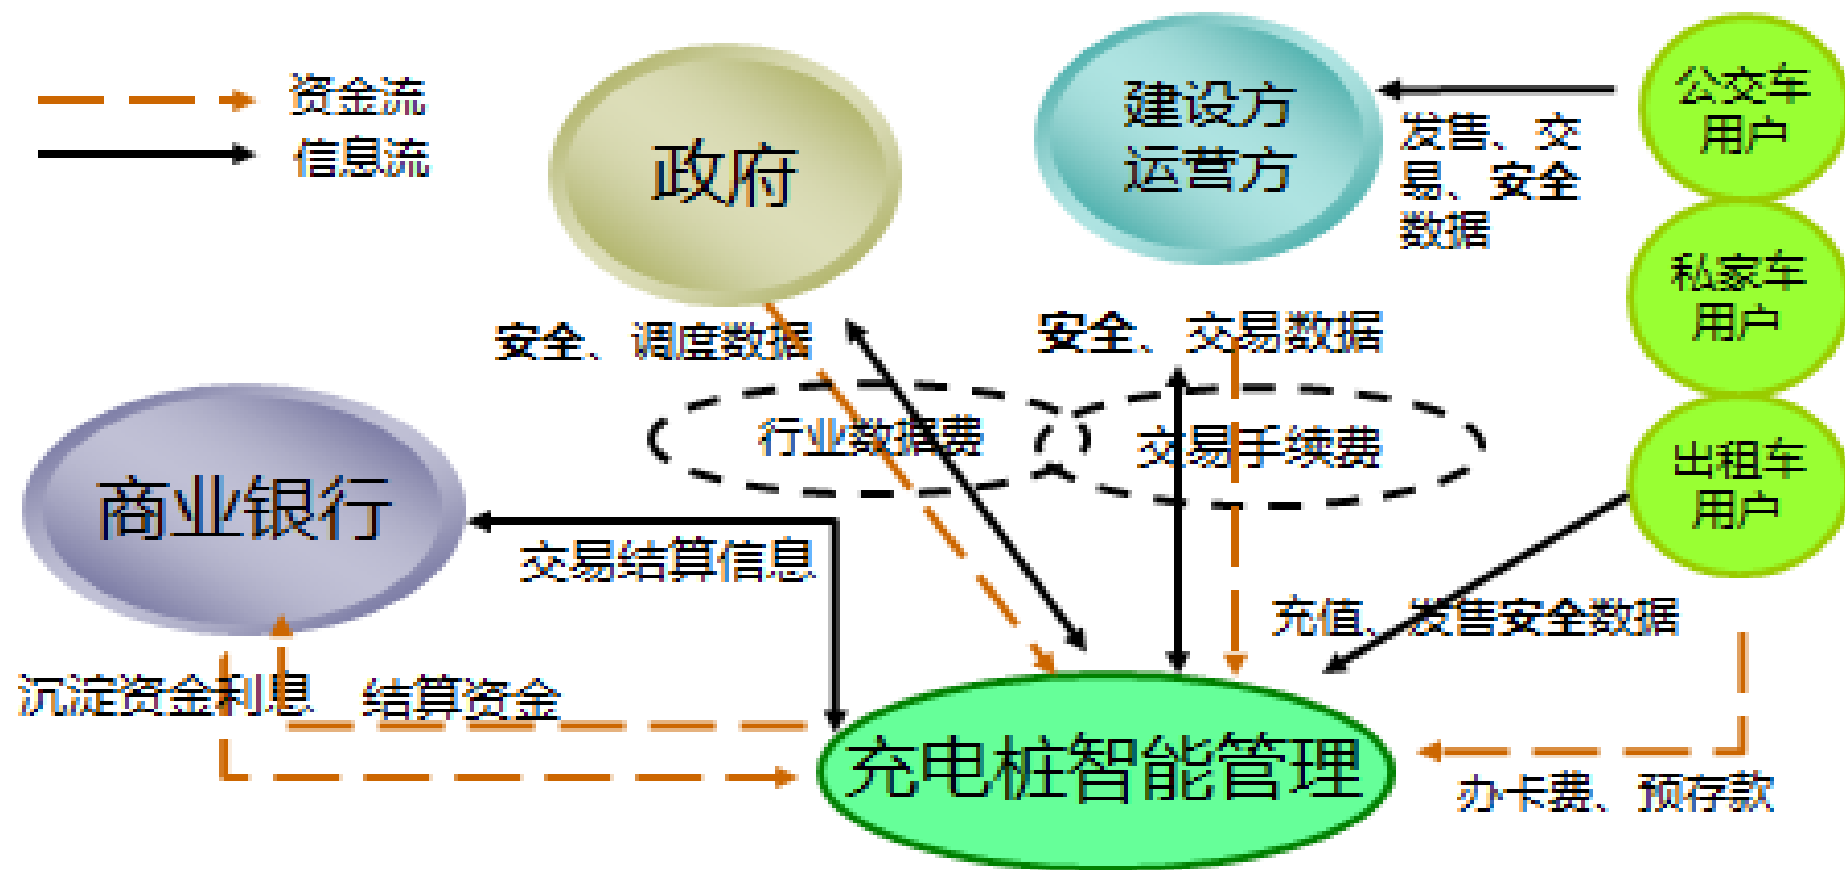 资金流
信息流
政府
建设方
运营方
发售、交
易、安全
数据
公交车
用户
私家车
用户
出租车
用户
安全、调度数据
安全、交易数据
行业数据费
交易手续费
商业银行
交易结算信息
充值、发售安全数据
沉淀资金利息
结算资金
充电桩智能管理
办卡费、预存款